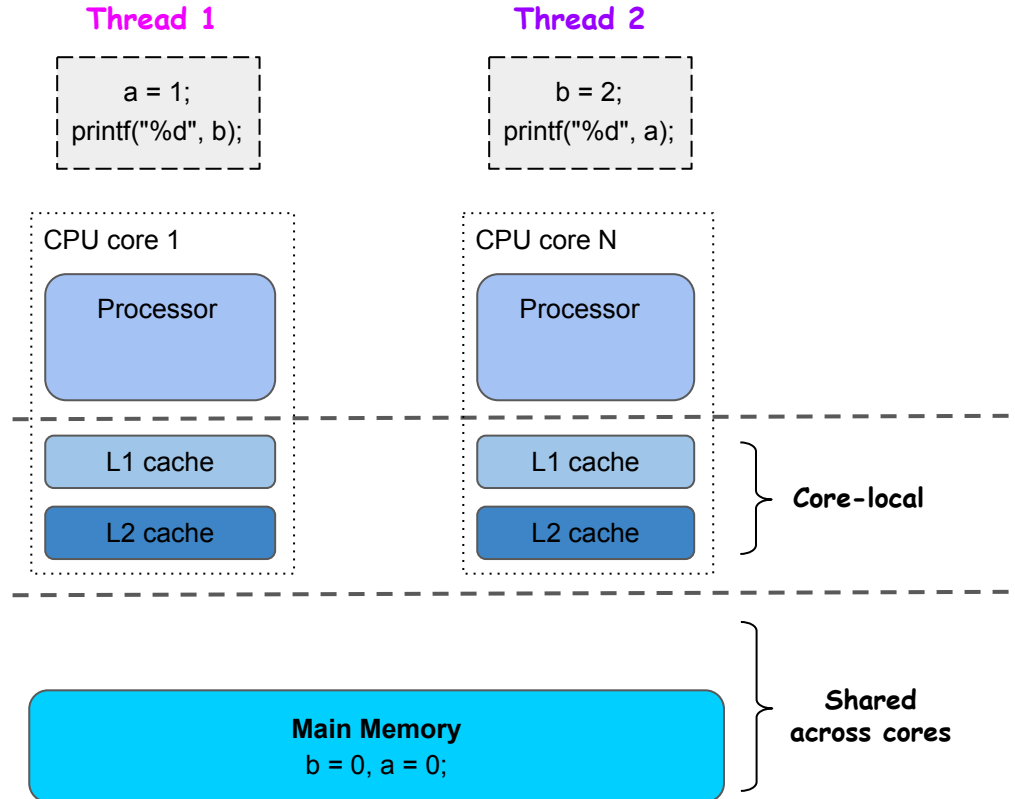 Thread 1
Thread 2
a = 1;
printf("%d", b);
b = 2;
printf("%d", a);
CPU core 1
CPU core N
Processor
Processor
L1 cache
L1 cache
L2 cache
L2 cache
Core-local
Main Memory
b = 0, a = 0;
Shared
across cores